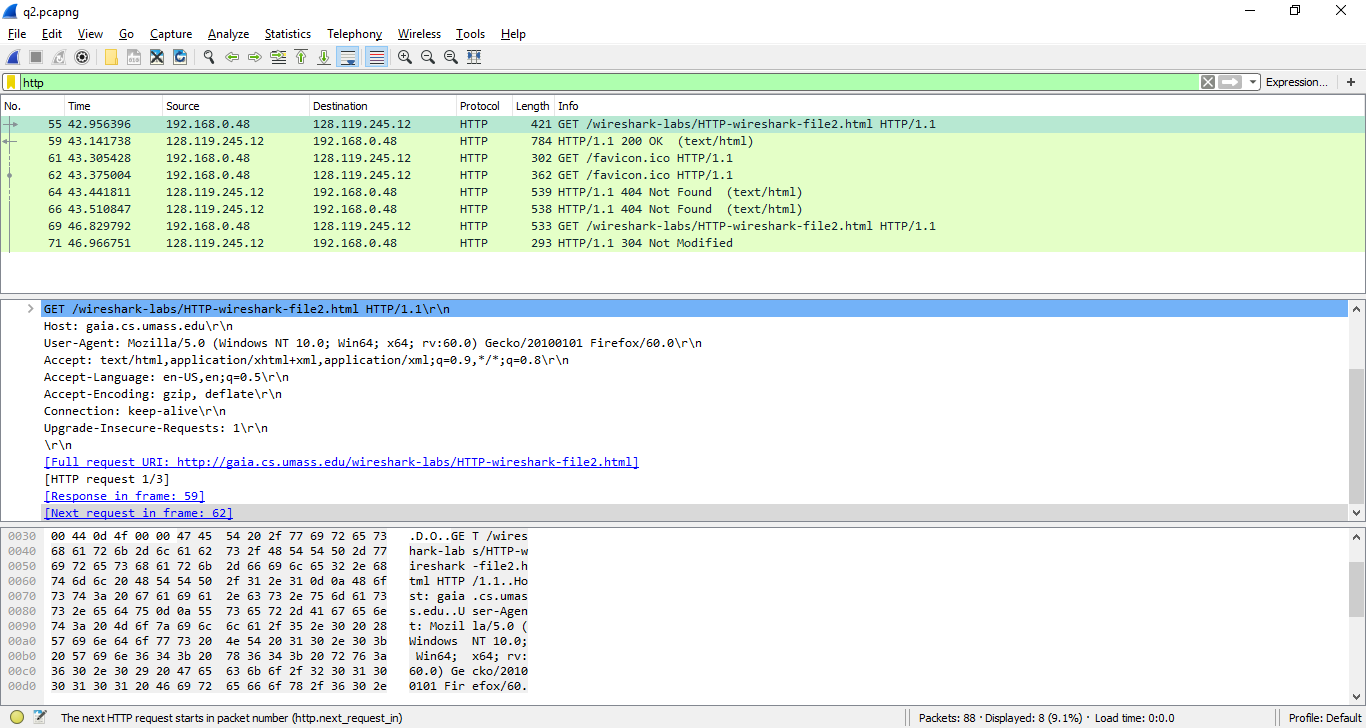 q2.pcapng
File Edit View Go Capture Analyze Statistics Telephony Wireless Tools Help
http Expression... +
No. Time Source Destination Protocol Length Info
55 42.956396 192.168.0.48 128.119.245.12 HTTP 421 GET /wireshark-labs/HTTP-wireshark-file2.html HTTP/1.1
59 43.141738 128.119.245.12 192.168.0.48 HTTP 784 HTTP/1.1 200 OK (text/html)
61 43.305428 192.168.0.48 128.119.245.12 HTTP 302 GET /favicon.ico HTTP/1.1
62 43.375004 192.168.0.48 128.119.245.12 HTTP 362 GET /favicon.ico HTTP/1.1
64 43.441811 128.119.245.12 192.168.0.48 HTTP 539 HTTP/1.1 404 Not Found (text/html)
66 43.510847 128.119.245.12 192.168.0.48 HTTP 538 HTTP/1.1 404 Not Found (text/html)
69 46.829792 192.168.0.48 128.119.245.12 HTTP 533 GET /wireshark-labs/HTTP-wireshark-file2.html HTTP/1.1
71 46.966751 128.119.245.12 192.168.0.48 HTTP 293 HTTP/1.1 304 Not Modified
GET /wireshark-labs/HTTP-wireshark-file2.html HTTP/1.1\r\n
Host: gaia.cs.umass.edu\r\n
User-Agent: Mozilla/5.0 (Windows NT 10.0; Win64; x64; rv:60.0) Gecko/20100101 Firefox/60.0\r\n
Accept: text/html,application/xhtml+xml,application/xml;q=0.9,*/*;q=0.8\r\n
Accept-Language: en-US,en;q=0.5\r\n
Accept-Encoding: gzip, deflate\r\n
Connection: keep-alive\r\n
Upgrade-Insecure-Requests: 1\r\n
\r\n
[Full request URI: http://gaia.cs.umass.edu/wireshark-labs/HTTP-wireshark-file2.html]
[HTTP request 1/3]
[Response in frame: 59]
[Next request in frame: 62]
0030 00 44 0d 4f 00 00 47 45 54 20 2f 77 69 72 65 73 .D.O..GE T /wires
0040 68 61 72 6b 2d 6c 61 62 73 2f 48 54 54 50 2d 77 hark-lab s/HTTP-w
0050 69 72 65 73 68 61 72 6b 2d 66 69 6c 65 32 2e 68 ireshark -file2.h
0060 74 6d 6c 20 48 54 54 50 2f 31 2e 31 0d 0a 48 6f tml HTTP /1.1..Ho
0070 73 74 3a 20 67 61 69 61 2e 63 73 2e 75 6d 61 73 st: gaia .cs.umas
0080 73 2e 65 64 75 0d 0a 55 73 65 72 2d 41 67 65 6e s.edu..U ser-Agen
0090 74 3a 20 4d 6f 7a 69 6c 6c 61 2f 35 2e 30 20 28 t: Mozil la/5.0 (
00a0 57 69 6e 64 6f 77 73 20 4e 54 20 31 30 2e 30 3b Windows NT 10.0;
00b0 20 57 69 6e 36 34 3b 20 78 36 34 3b 20 72 76 3a Win64; x64; rv:
00c0 36 30 2e 30 29 20 47 65 63 6b 6f 2f 32 30 31 30 60.0) Ge cko/2010
00d0 30 31 30 31 20 46 69 72 65 66 6f 78 2f 36 30 2e 0101 Fir efox/60.
The next HTTP request starts in packet number (http.next_request_in) Packets: 88 · Displayed: 8 (9.1%) · Load time: 0:0.0 Profile: Default